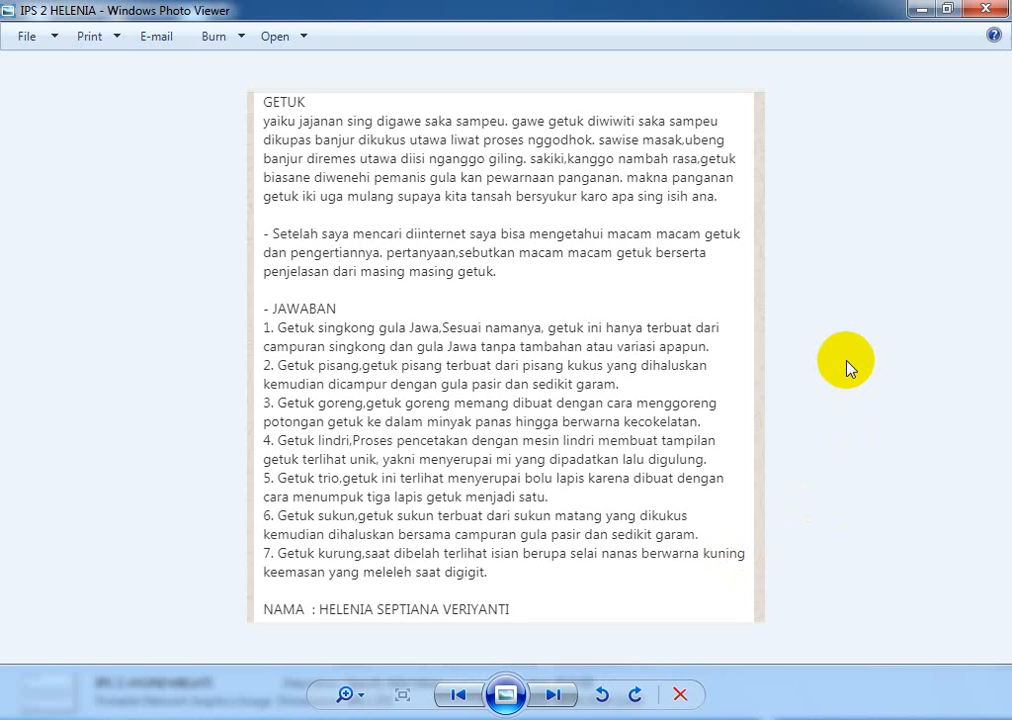 IPS 2 HELENIA - Windows Photo Viewer
File Print E-mail Burn Open
GETUK
yaiku jajanan sing digawe saka sampeu. gawe getuk diwiwiti saka sampeu
dikupas banjur dikukus utawa liwat proses nggodhok. sawise masak,ubeng
banjur diremes utawa diisi nganggo giling. sakiki,kanggo nambah rasa,getuk
biasane diwenehi pemanis gula kan pewarnaan panganan. makna panganan
getuk iki uga mulang supaya kita tansah bersyukur karo apa sing isih ana.
- Setelah saya mencari diinternet saya bisa mengetahui macam macam getuk
dan pengertiannya. pertanyaan,sebutkan macam macam getuk berserta
penjelasan dari masing masing getuk.
- JAWABAN
1. Getuk singkong gula Jawa,Sesuai namanya, getuk ini hanya terbuat dari
campuran singkong dan gula Jawa tanpa tambahan atau variasi apapun.
2. Getuk pisang,getuk pisang terbuat dari pisang kukus yang dihaluskan
kemudian dicampur dengan gula pasir dan sedikit garam.
3. Getuk goreng,getuk goreng memang dibuat dengan cara menggoreng
potongan getuk ke dalam minyak panas hingga berwarna kecokelatan.
4. Getuk lindri,Proses pencetakan dengan mesin lindri membuat tampilan
getuk terlihat unik, yakni menyerupai mi yang dipadatkan lalu digulung.
5. Getuk trio,getuk ini terlihat menyerupai bolu lapis karena dibuat dengan
cara menumpuk tiga lapis getuk menjadi satu.
6. Getuk sukun,getuk sukun terbuat dari sukun matang yang dikukus
kemudian dihaluskan bersama campuran gula pasir dan sedikit garam.
7. Getuk kurung,saat dibelah terlihat isian berupa selai nanas berwarna kuning
keemasan yang meleleh saat digigit.
NAMA : HELENIA SEPTIANA VERIYANTI